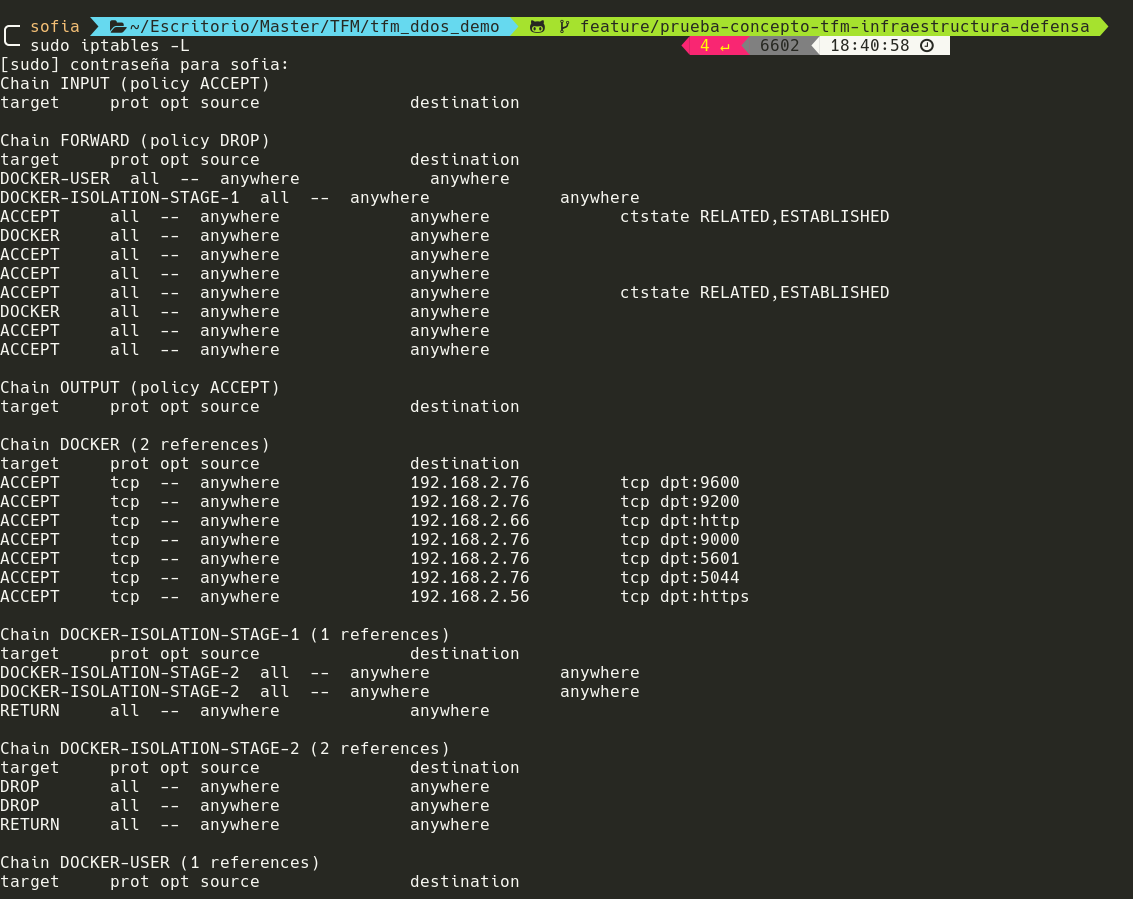 sofia ~/Escritorio/Master/TFM/tfm_ddos_demo feature/prueba-concepto-tfm-infraestructura-defensa
sudo iptables -L 4 ↵ 6602 18:40:58
[sudo] contraseña para sofia:
Chain INPUT (policy ACCEPT)
target     prot opt source               destination

Chain FORWARD (policy DROP)
target     prot opt source               destination
DOCKER-USER  all  --  anywhere             anywhere
DOCKER-ISOLATION-STAGE-1  all  --  anywhere             anywhere
ACCEPT     all  --  anywhere             anywhere             ctstate RELATED,ESTABLISHED
DOCKER     all  --  anywhere             anywhere
ACCEPT     all  --  anywhere             anywhere
ACCEPT     all  --  anywhere             anywhere
ACCEPT     all  --  anywhere             anywhere             ctstate RELATED,ESTABLISHED
DOCKER     all  --  anywhere             anywhere
ACCEPT     all  --  anywhere             anywhere
ACCEPT     all  --  anywhere             anywhere

Chain OUTPUT (policy ACCEPT)
target     prot opt source               destination

Chain DOCKER (2 references)
target     prot opt source               destination
ACCEPT     tcp  --  anywhere             192.168.2.76         tcp dpt:9600
ACCEPT     tcp  --  anywhere             192.168.2.76         tcp dpt:9200
ACCEPT     tcp  --  anywhere             192.168.2.66         tcp dpt:http
ACCEPT     tcp  --  anywhere             192.168.2.76         tcp dpt:9000
ACCEPT     tcp  --  anywhere             192.168.2.76         tcp dpt:5601
ACCEPT     tcp  --  anywhere             192.168.2.76         tcp dpt:5044
ACCEPT     tcp  --  anywhere             192.168.2.56         tcp dpt:https

Chain DOCKER-ISOLATION-STAGE-1 (1 references)
target     prot opt source               destination
DOCKER-ISOLATION-STAGE-2  all  --  anywhere             anywhere
DOCKER-ISOLATION-STAGE-2  all  --  anywhere             anywhere
RETURN     all  --  anywhere             anywhere

Chain DOCKER-ISOLATION-STAGE-2 (2 references)
target     prot opt source               destination
DROP       all  --  anywhere             anywhere
DROP       all  --  anywhere             anywhere
RETURN     all  --  anywhere             anywhere

Chain DOCKER-USER (1 references)
target     prot opt source               destination